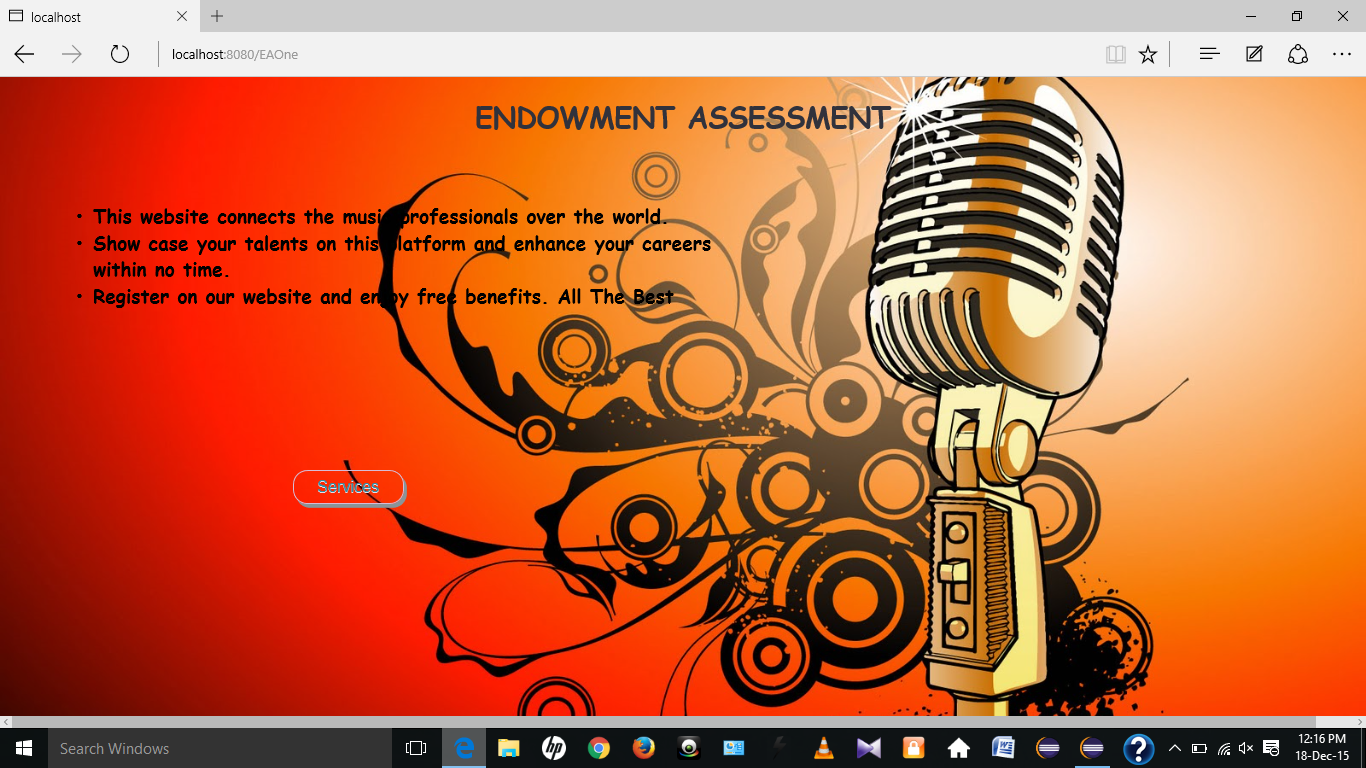 localhost
localhost:8080/EAOne
ENDOWMENT ASSESSMENT
• This website connects the music professionals over the world.
• Show case your talents on this platform and enhance your careers
within no time.
• Register on our website and enjoy free benefits. All The Best
Services
Search Windows
12:16 PM
18-Dec-15